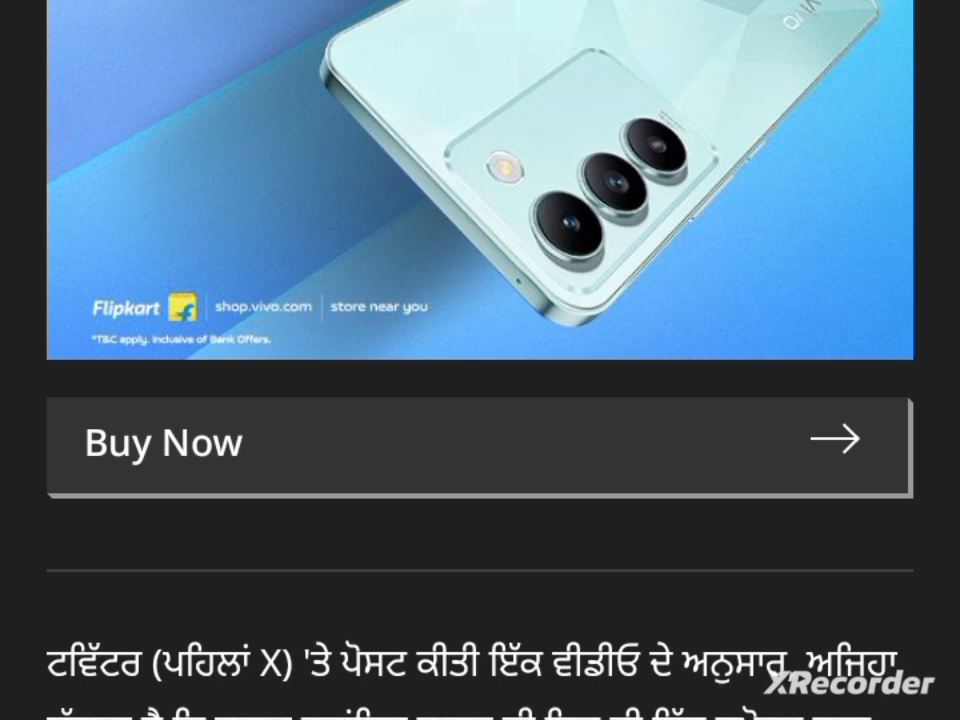 vivo
Flipkart shop.vivo.com store near you
*T&C apply. Inclusive of Bank Offers.
Buy Now
ਟਵਿੱਟਰ (ਪਹਿਲਾਂ X) 'ਤੇ ਪੋਸਟ ਕੀਤੀ ਇੱਕ ਵੀਡੀਓ ਦੇ ਅਨੁਸਾਰ, ਅਜਿਹਾ
XRecorder